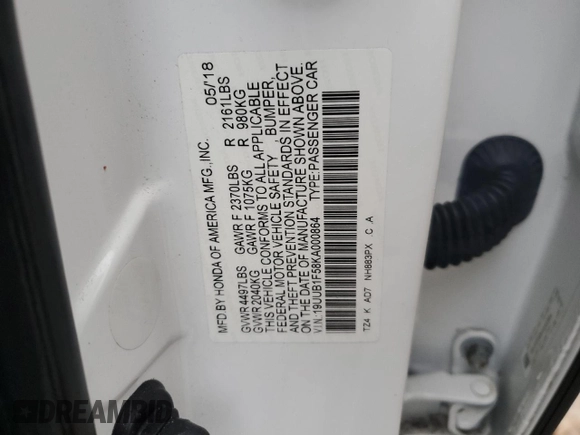 MFD.BY HONDA OF AMERICA MFG.,INC. 05/18
GVWR 4497LBS GAWR F 2370LBS R 2161LBS
GVWR 2040KG GAWR F 1075KG R 980KG
THIS VEHICLE CONFORMS TO ALL APPLICABLE
FEDERAL MOTOR VEHICLE SAFETY , BUMPER,
AND THEFT PREVENTION STANDARDS IN EFFECT
ON THE DATE OF MANUFACTURE SHOWN ABOVE.
V.I.N.:19UUB1F58KA000864 TYPE:PASSENGER CAR
TZ4 K AD7 NH883PX C A
DREAMBID